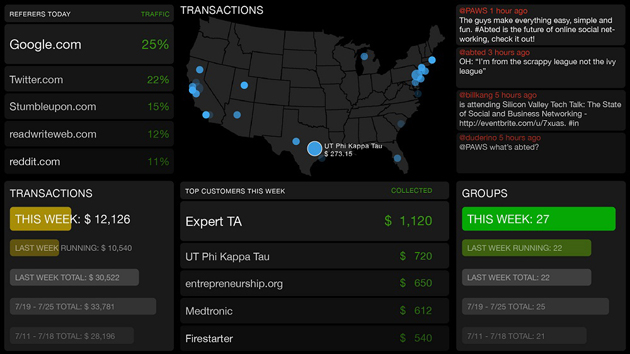 REFERERS TODAY TRAFFIC
Google.com 25%
Twitter.com 22%
Stumbleupon.com 15%
readwriteweb.com 12%
reddit.com 11%
TRANSACTIONS
UT Phi Kappa Tau
$ 273.15
@PAWS 1 hour ago
The guys make everything easy, simple and
fun. #Abted is the future of online social net-
working, check it out!
@abted 3 hours ago
OH: "I'm from the scrappy league not the ivy
league"
@billkang 5 hours ago
is attending Silicon Valley Tech Talk: The State
of Social and Business Networking -
http://eventbrite.com/u/7xuas. #in
@duderino 5 hours ago
@PAWS what's abted?
TRANSACTIONS
THIS WEEK: $ 12,126
LAST WEEK RUNNING: $ 10,540
LAST WEEK TOTAL: $ 30,522
7/19 - 7/25 TOTAL: $ 33,781
7/11 - 7/18 TOTAL: $ 28,196
TOP CUSTOMERS THIS WEEK COLLECTED
Expert TA $ 1,120
UT Phi Kappa Tau $ 720
entrepreneurship.org $ 650
Medtronic $ 612
Firestarter $ 540
GROUPS
THIS WEEK: 27
LAST WEEK RUNNING: 22
LAST WEEK TOTAL: 22
7/19 - 7/25 TOTAL: 25
7/11 - 7/18 TOTAL: 21